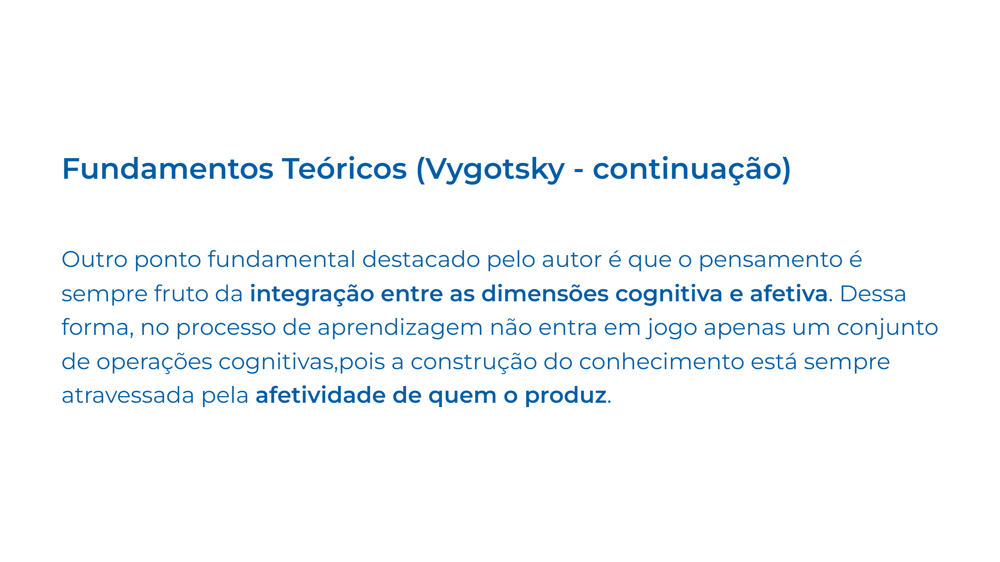 Fundamentos Teóricos (Vygotsky - continuação)
Outro ponto fundamental destacado pelo autor é que o pensamento é
sempre fruto da integração entre as dimensões cognitiva e afetiva. Dessa
forma, no processo de aprendizagem não entra em jogo apenas um conjunto
de operações cognitivas,pois a construção do conhecimento está sempre
atravessada pela afetividade de quem o produz.